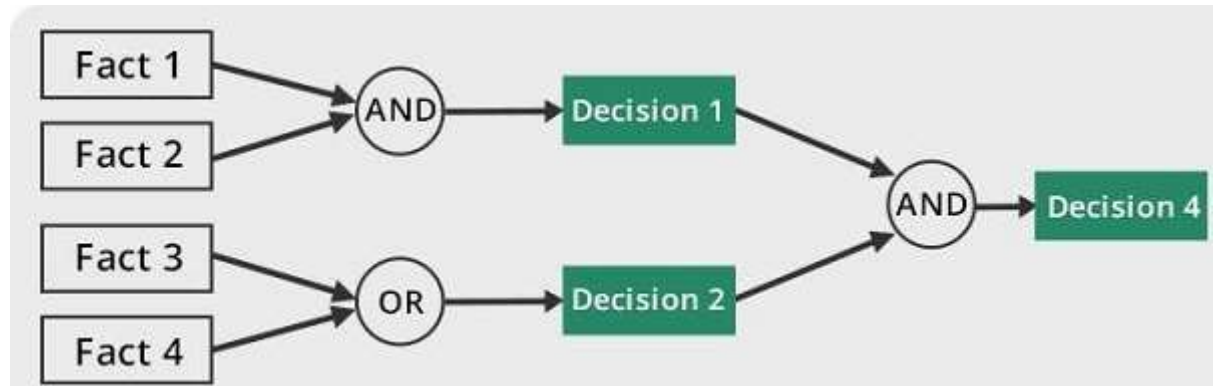 Fact 1
Fact 2
AND
Decision 1
Fact 3
Fact 4
OR
Decision 2
AND
Decision 4